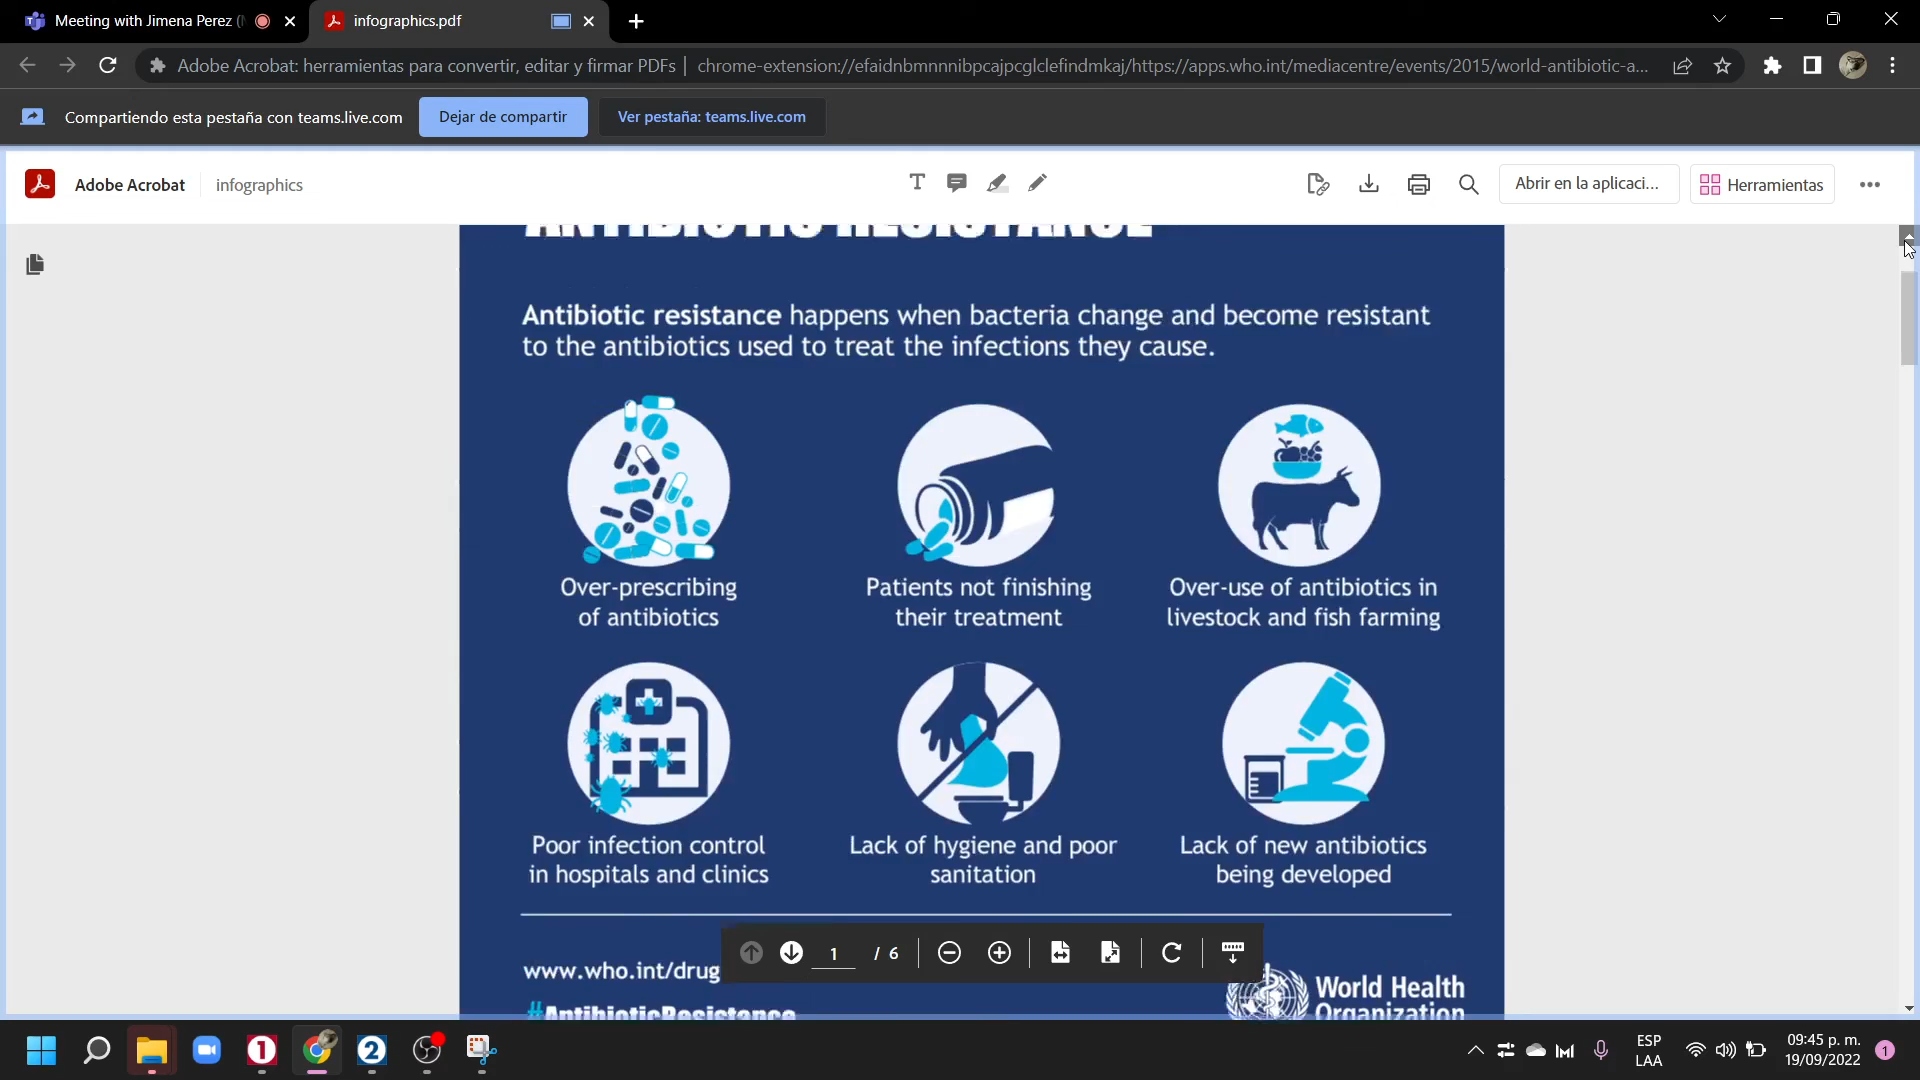 Meeting with Jimena Perez (
infographics.pdf
Adobe Acrobat: herramientas para convertir, editar y firmar PDFs | chrome-extension://efaidnbmnnnibpcajpcglclefindmkaj/https://apps.who.int/mediacentre/events/2015/world-antibiotic-a...
Compartiendo esta pestaña con teams.live.com
Dejar de compartir
Ver pestaña: teams.live.com
Adobe Acrobat
infographics
Abrir en la aplicaci...
Herramientas
ANTIBIOTIC RESISTANCE
Antibiotic resistance happens when bacteria change and become resistant
to the antibiotics used to treat the infections they cause.
Over-prescribing
of antibiotics
Patients not finishing
their treatment
Over-use of antibiotics in
livestock and fish farming
Poor infection control
in hospitals and clinics
Lack of hygiene and poor
sanitation
Lack of new antibiotics
being developed
www.who.int/drug
#AntibioticResistance
World Health
Organization
1 / 6
1
2
ESP
LAA
09:45 p. m.
19/09/2022
1